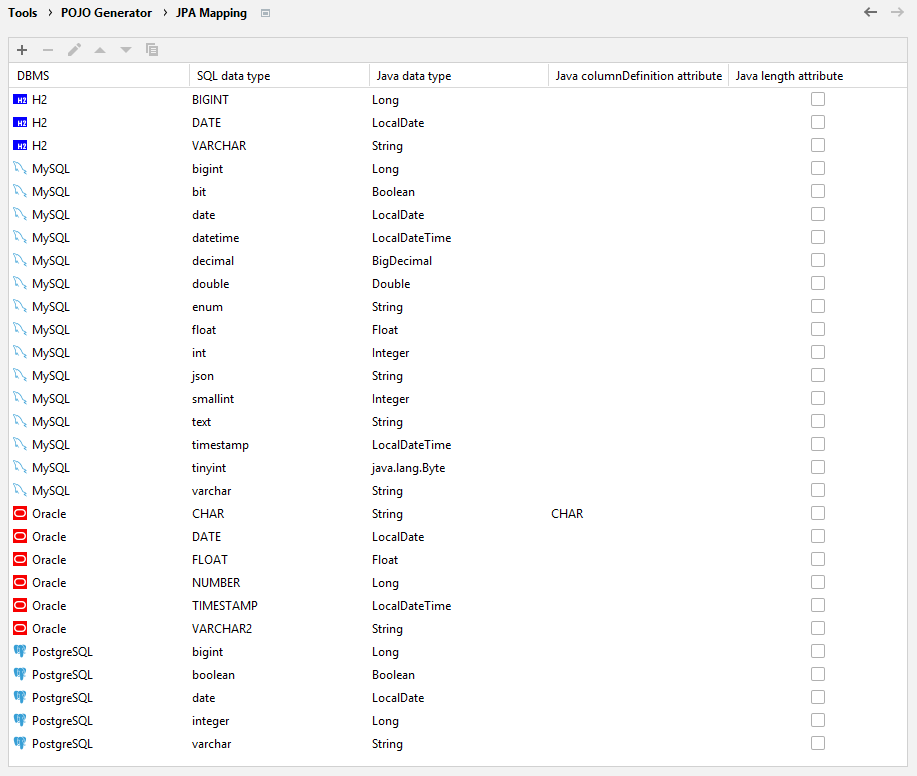 Tools › POJO Generator › JPA Mapping
DBMS SQL data type Java data type Java columnDefinition attribute Java length attribute
H2 H2 BIGINT Long
H2 H2 DATE LocalDate
H2 H2 VARCHAR String
MySQL bigint Long
MySQL bit Boolean
MySQL date LocalDate
MySQL datetime LocalDateTime
MySQL decimal BigDecimal
MySQL double Double
MySQL enum String
MySQL float Float
MySQL int Integer
MySQL json String
MySQL smallint Integer
MySQL text String
MySQL timestamp LocalDateTime
MySQL tinyint java.lang.Byte
MySQL varchar String
Oracle CHAR String CHAR
Oracle DATE LocalDate
Oracle FLOAT Float
Oracle NUMBER Long
Oracle TIMESTAMP LocalDateTime
Oracle VARCHAR2 String
PostgreSQL bigint Long
PostgreSQL boolean Boolean
PostgreSQL date LocalDate
PostgreSQL integer Long
PostgreSQL varchar String